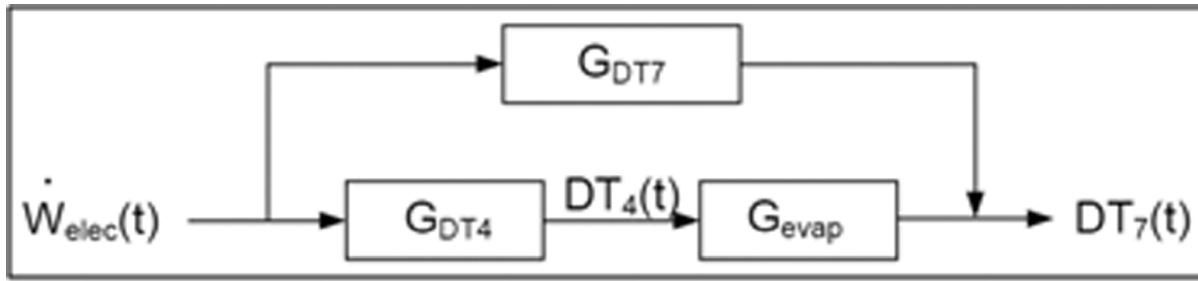 G_DT7
Ẇ_elec(t) G_DT4 DT_4(t) G_evap DT_7(t)